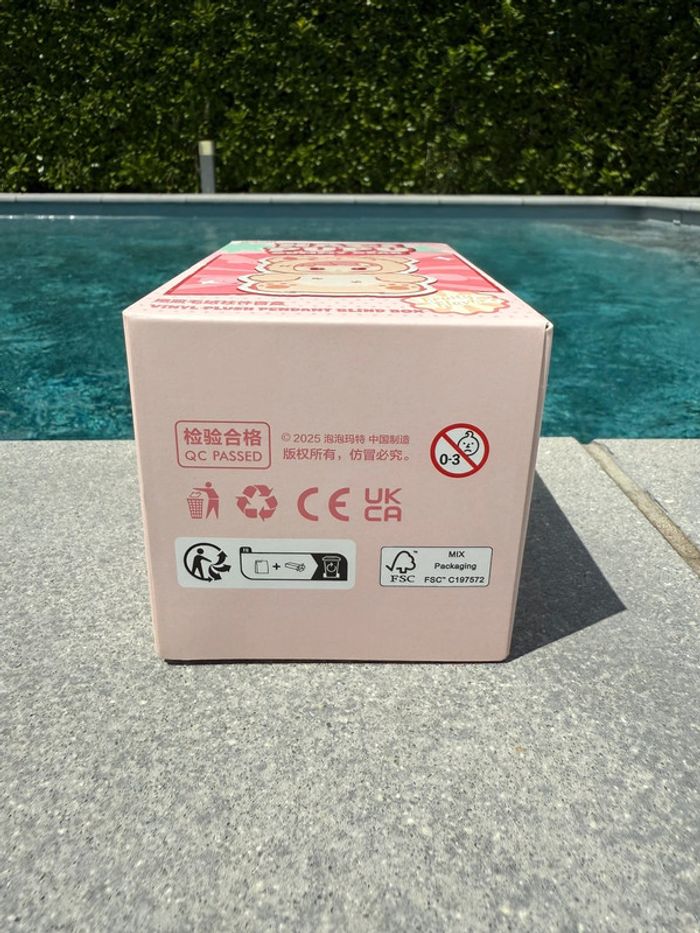 VINYL PLUSH PENDANT BLIND BOX
检验合格
QC PASSED
© 2025 泡泡玛特 中国制造
版权所有，仿冒必究。
0-3
CE
UK
CA
FR
FSC
MIX
Packaging
FSC™ C197572